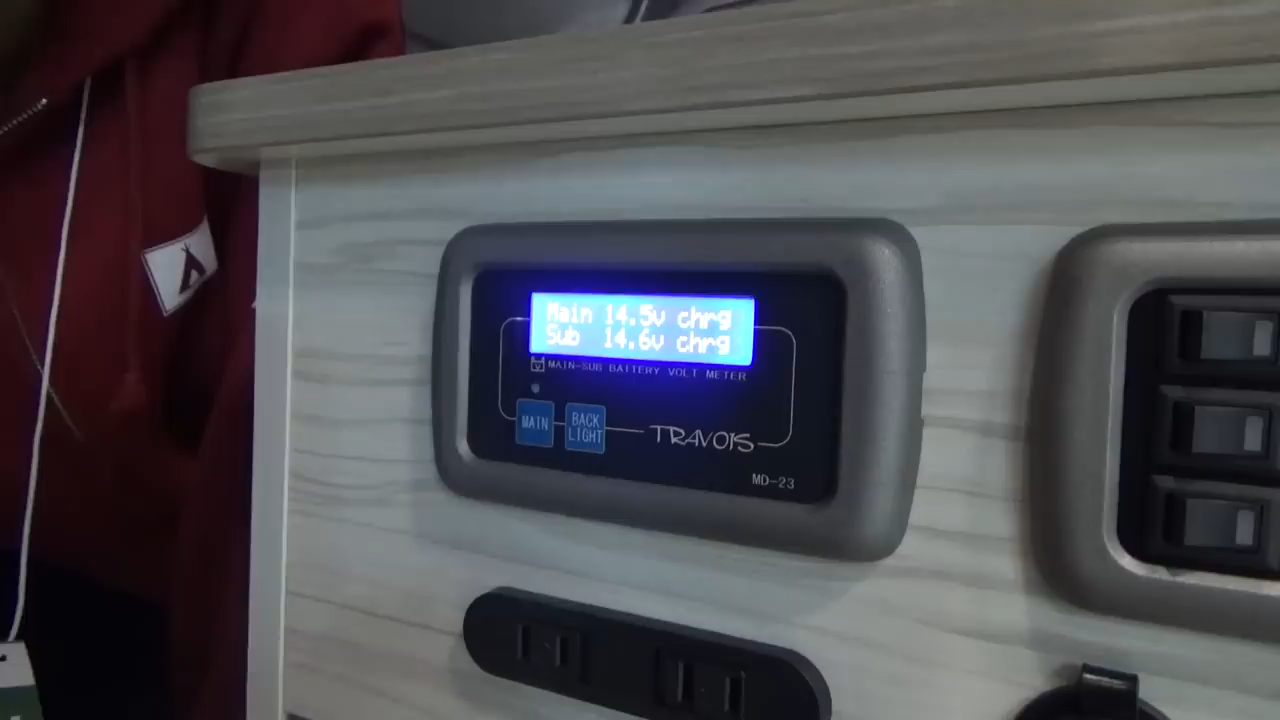 Main 14.5v chrg
Sub 14.6v chrg
MAIN-SUB BATTERY VOLT METER
MAIN
BACK
LIGHT
TRAVOIS
MD-23